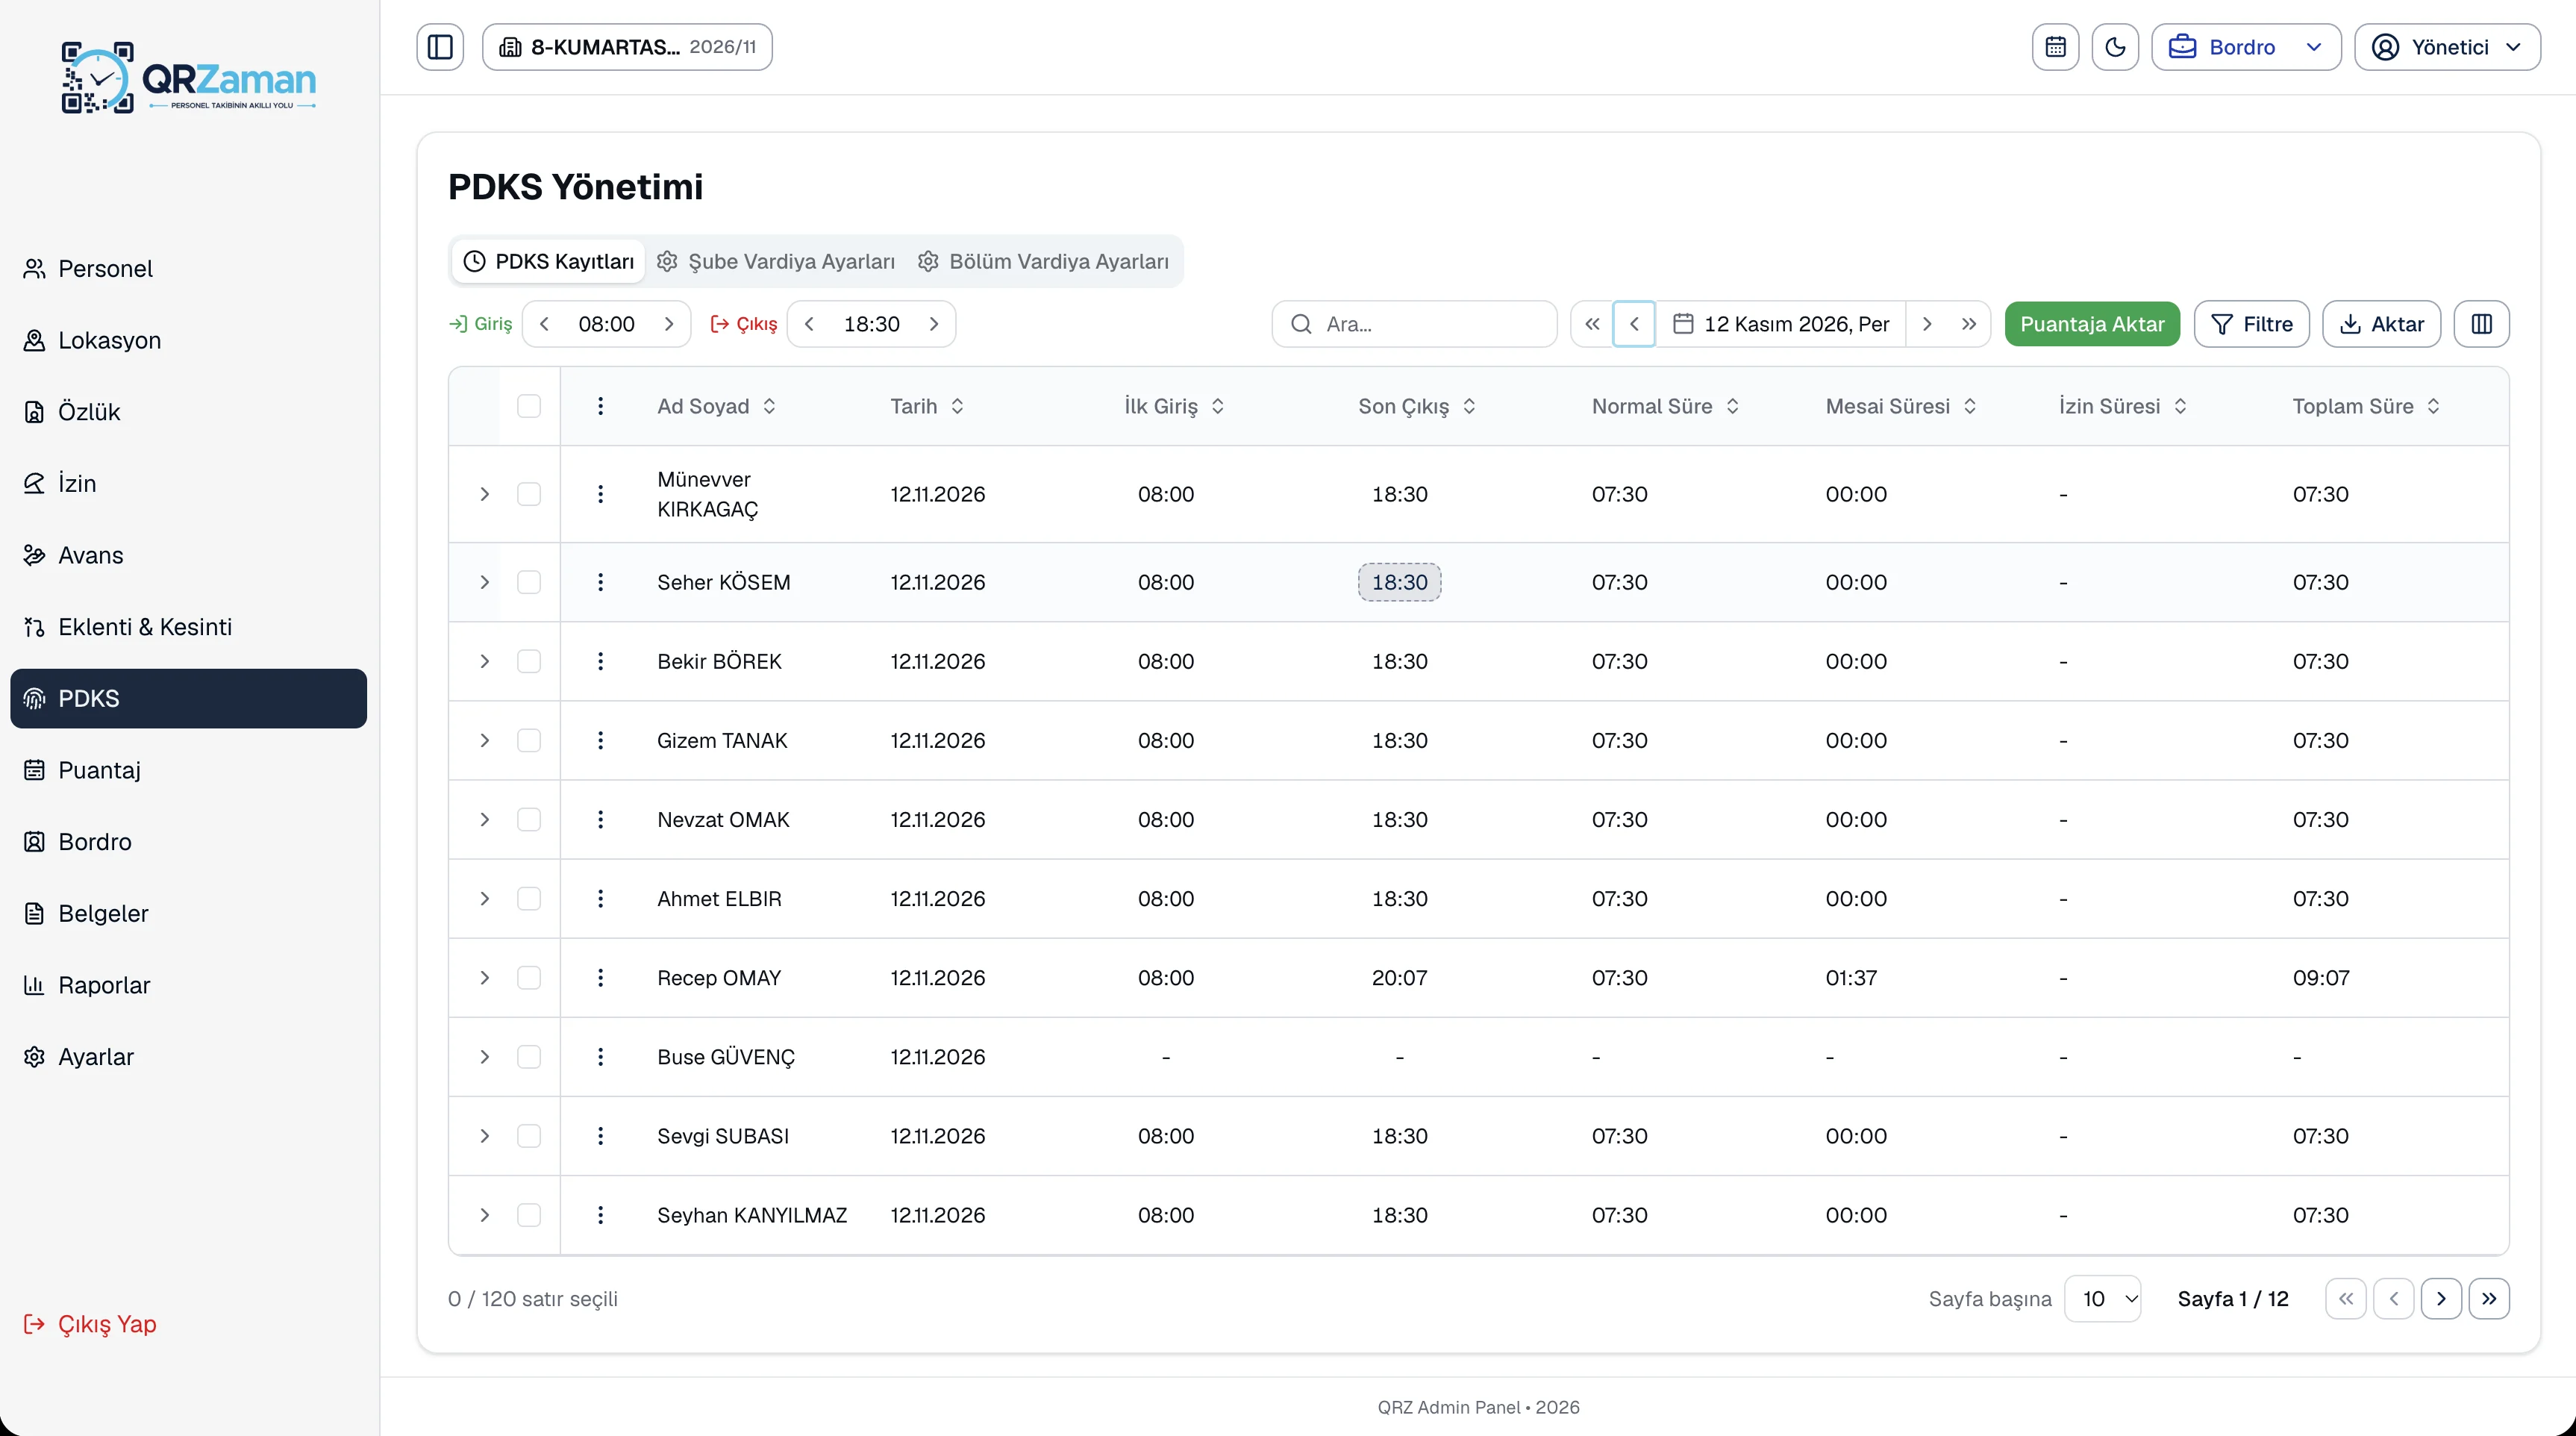 QRZaman
PERSONEL TAKİBİNİN AKILLI YOLU
8-KUMARTAS... 2026/11
Bordro
Yönetici
Personel
Lokasyon
Özlük
İzin
Avans
Eklenti & Kesinti
PDKS
Puantaj
Bordro
Belgeler
Raporlar
Ayarlar
Çıkış Yap
PDKS Yönetimi
PDKS Kayıtları Şube Vardiya Ayarları Bölüm Vardiya Ayarları
Giriş 08:00 Çıkış 18:30 Ara... 12 Kasım 2026, Per Puantaja Aktar Filtre Aktar
Ad Soyad Tarih İlk Giriş Son Çıkış Normal Süre Mesai Süresi İzin Süresi Toplam Süre
Münevver
KIRKAGAÇ 12.11.2026 08:00 18:30 07:30 00:00 - 07:30
Seher KÖSEM 12.11.2026 08:00 18:30 07:30 00:00 - 07:30
Bekir BÖREK 12.11.2026 08:00 18:30 07:30 00:00 - 07:30
Gizem TANAK 12.11.2026 08:00 18:30 07:30 00:00 - 07:30
Nevzat OMAK 12.11.2026 08:00 18:30 07:30 00:00 - 07:30
Ahmet ELBIR 12.11.2026 08:00 18:30 07:30 00:00 - 07:30
Recep OMAY 12.11.2026 08:00 20:07 07:30 01:37 - 09:07
Buse GÜVENÇ 12.11.2026 - - - - - -
Sevgi SUBASI 12.11.2026 08:00 18:30 07:30 00:00 - 07:30
Seyhan KANYILMAZ 12.11.2026 08:00 18:30 07:30 00:00 - 07:30
0 / 120 satır seçili Sayfa başına 10 Sayfa 1 / 12
QRZ Admin Panel • 2026